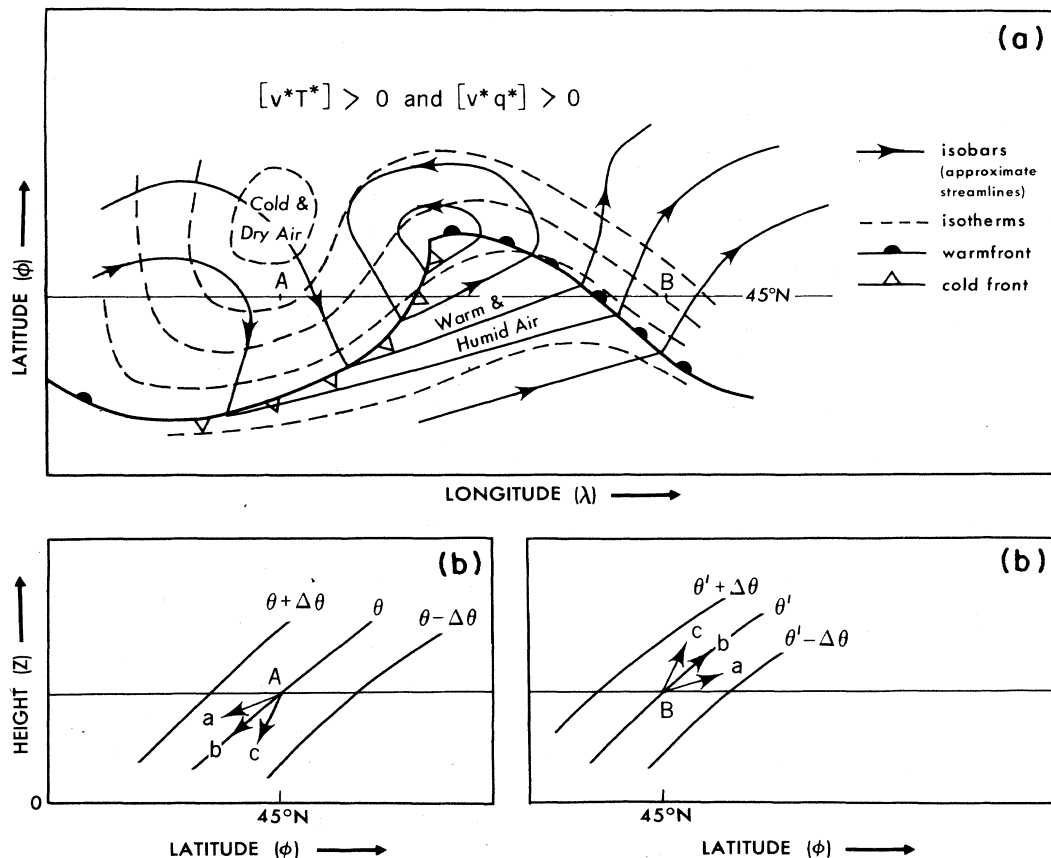 (a)
[v*T*] > 0 and [v*q*] > 0
isobars
(approximate
streamlines)
isotherms
warmfront
cold front
Cold &
Dry Air
A
B
45°N
Warm &
Humid Air
LATITUDE (ϕ)
LONGITUDE (λ)
(b)
θ+Δθ
θ
θ−Δθ
A
a
b
c
HEIGHT (Z)
0
45°N
LATITUDE (ϕ)
(b)
θ'+Δθ
θ'
θ'−Δθ
c
b
a
B
45°N
LATITUDE (ϕ)